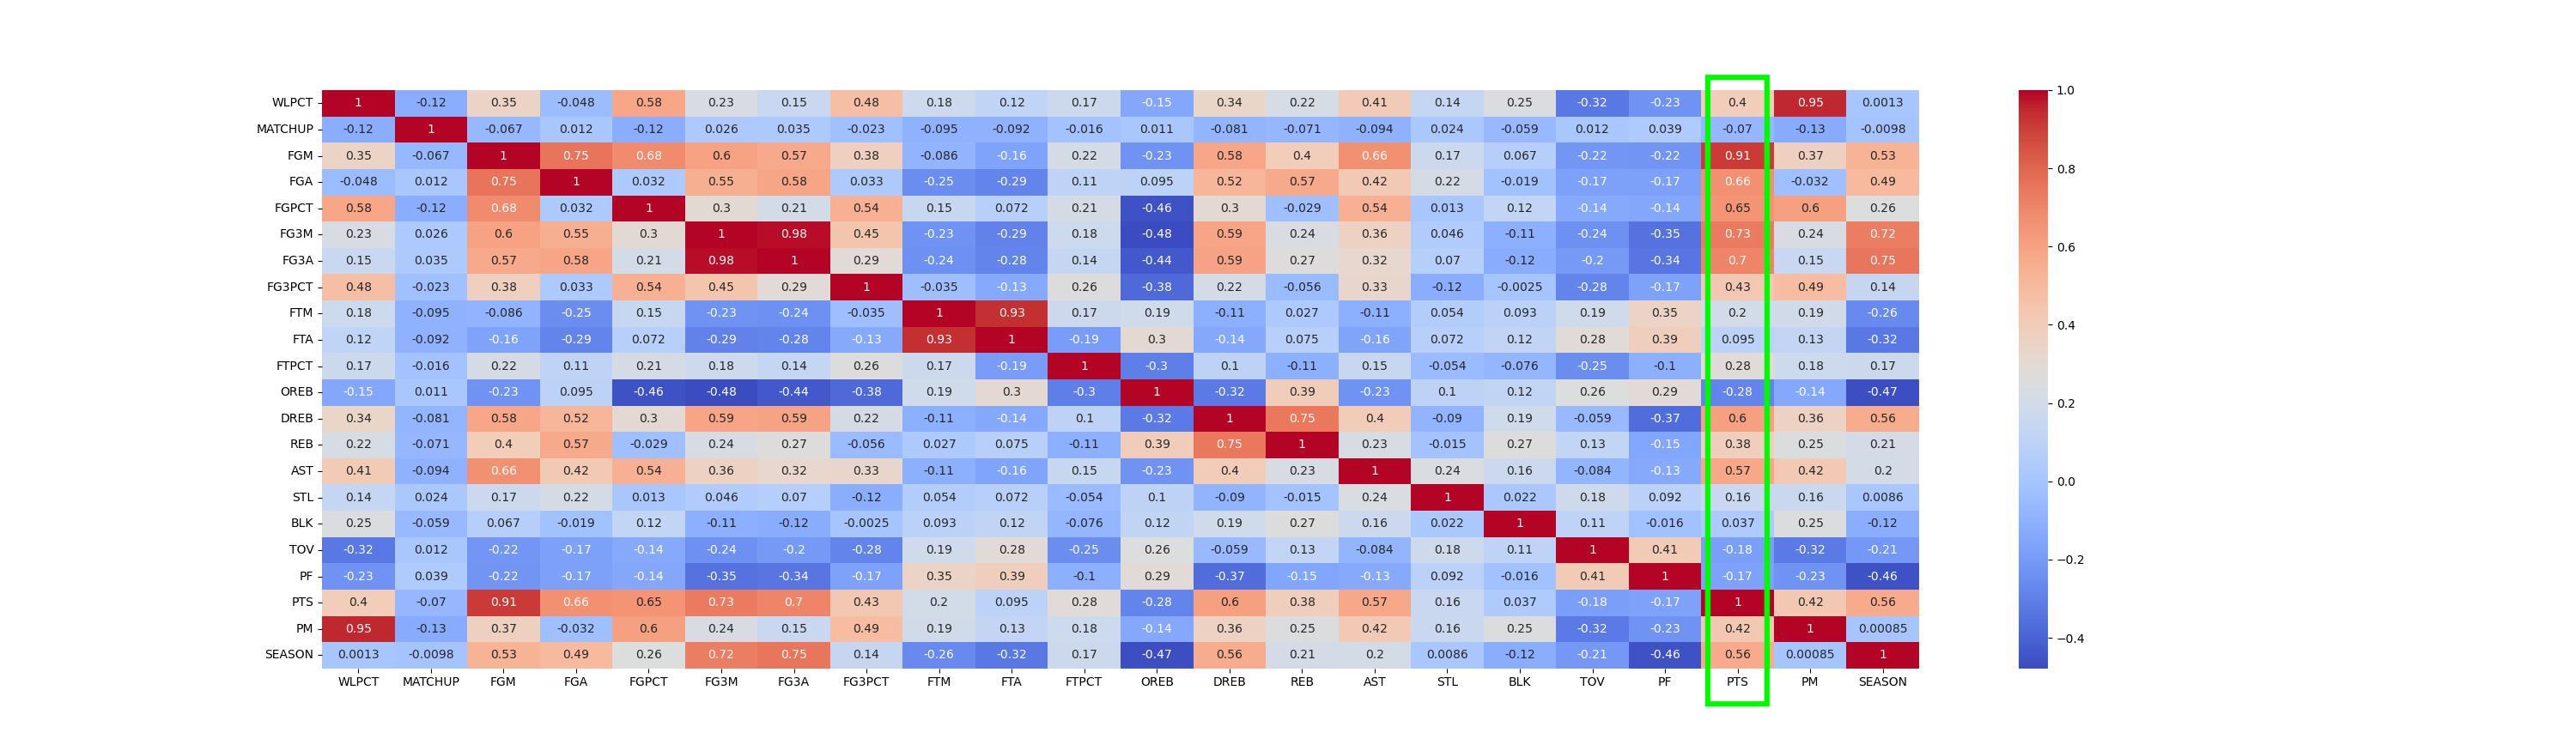 WLPCT 1 -0.12 0.35 -0.048 0.58 0.23 0.15 0.48 0.18 0.12 0.17 -0.15 0.34 0.22 0.41 0.14 0.25 -0.32 -0.23 0.4 0.95 0.0013
MATCHUP -0.12 1 -0.067 0.012 -0.12 0.026 0.035 -0.023 -0.095 -0.092 -0.016 0.011 -0.081 -0.071 -0.094 0.024 -0.059 0.012 0.039 -0.07 -0.13 -0.0098
FGM 0.35 -0.067 1 0.75 0.68 0.6 0.57 0.38 -0.086 -0.16 0.22 -0.23 0.58 0.4 0.66 0.17 0.067 -0.22 -0.22 0.91 0.37 0.53
FGA -0.048 0.012 0.75 1 0.032 0.55 0.58 0.033 -0.25 -0.29 0.11 0.095 0.52 0.57 0.42 0.22 -0.019 -0.17 -0.17 0.66 -0.032 0.49
FGPCT 0.58 -0.12 0.68 0.032 1 0.3 0.21 0.54 0.15 0.072 0.21 -0.46 0.3 -0.029 0.54 0.013 0.12 -0.14 -0.14 0.65 0.6 0.26
FG3M 0.23 0.026 0.6 0.55 0.3 1 0.98 0.45 -0.23 -0.29 0.18 -0.48 0.59 0.24 0.36 0.046 -0.11 -0.24 -0.35 0.73 0.24 0.72
FG3A 0.15 0.035 0.57 0.58 0.21 0.98 1 0.29 -0.24 -0.28 0.14 -0.44 0.59 0.27 0.32 0.07 -0.12 -0.2 -0.34 0.7 0.15 0.75
FG3PCT 0.48 -0.023 0.38 0.033 0.54 0.45 0.29 1 -0.035 -0.13 0.26 -0.38 0.22 -0.056 0.33 -0.12 -0.0025 -0.28 -0.17 0.43 0.49 0.14
FTM 0.18 -0.095 -0.086 -0.25 0.15 -0.23 -0.24 -0.035 1 0.93 0.17 0.19 -0.11 0.027 -0.11 0.054 0.093 0.19 0.35 0.2 0.19 -0.26
FTA 0.12 -0.092 -0.16 -0.29 0.072 -0.29 -0.28 -0.13 0.93 1 -0.19 0.3 -0.14 0.075 -0.16 0.072 0.12 0.28 0.39 0.095 0.13 -0.32
FTPCT 0.17 -0.016 0.22 0.11 0.21 0.18 0.14 0.26 0.17 -0.19 1 -0.3 0.1 -0.11 0.15 -0.054 -0.076 -0.25 -0.1 0.28 0.18 0.17
OREB -0.15 0.011 -0.23 0.095 -0.46 -0.48 -0.44 -0.38 0.19 0.3 -0.3 1 -0.32 0.39 -0.23 0.1 0.12 0.26 0.29 -0.28 -0.14 -0.47
DREB 0.34 -0.081 0.58 0.52 0.3 0.59 0.59 0.22 -0.11 -0.14 0.1 -0.32 1 0.75 0.4 -0.09 0.19 -0.059 -0.37 0.6 0.36 0.56
REB 0.22 -0.071 0.4 0.57 -0.029 0.24 0.27 -0.056 0.027 0.075 -0.11 0.39 0.75 1 0.23 -0.015 0.27 0.13 -0.15 0.38 0.25 0.21
AST 0.41 -0.094 0.66 0.42 0.54 0.36 0.32 0.33 -0.11 -0.16 0.15 -0.23 0.4 0.23 1 0.24 0.16 -0.084 -0.13 0.57 0.42 0.2
STL 0.14 0.024 0.17 0.22 0.013 0.046 0.07 -0.12 0.054 0.072 -0.054 0.1 -0.09 -0.015 0.24 1 0.022 0.18 0.092 0.16 0.16 0.0086
BLK 0.25 -0.059 0.067 -0.019 0.12 -0.11 -0.12 -0.0025 0.093 0.12 -0.076 0.12 0.19 0.27 0.16 0.022 1 0.11 -0.016 0.037 0.25 -0.12
TOV -0.32 0.012 -0.22 -0.17 -0.14 -0.24 -0.2 -0.28 0.19 0.28 -0.25 0.26 -0.059 0.13 -0.084 0.18 0.11 1 0.41 -0.18 -0.32 -0.21
PF -0.23 0.039 -0.22 -0.17 -0.14 -0.35 -0.34 -0.17 0.35 0.39 -0.1 0.29 -0.37 -0.15 -0.13 0.092 -0.016 0.41 1 -0.17 -0.23 -0.46
PTS 0.4 -0.07 0.91 0.66 0.65 0.73 0.7 0.43 0.2 0.095 0.28 -0.28 0.6 0.38 0.57 0.16 0.037 -0.18 -0.17 1 0.42 0.56
PM 0.95 -0.13 0.37 -0.032 0.6 0.24 0.15 0.49 0.19 0.13 0.18 -0.14 0.36 0.25 0.42 0.16 0.25 -0.32 -0.23 0.42 1 0.00085
SEASON 0.0013 -0.0098 0.53 0.49 0.26 0.72 0.75 0.14 -0.26 -0.32 0.17 -0.47 0.56 0.21 0.2 0.0086 -0.12 -0.21 -0.46 0.56 0.00085 1
WLPCT MATCHUP FGM FGA FGPCT FG3M FG3A FG3PCT FTM FTA FTPCT OREB DREB REB AST STL BLK TOV PF PTS PM SEASON
1.0
0.8
0.6
0.4
0.2
0.0
−0.2
−0.4